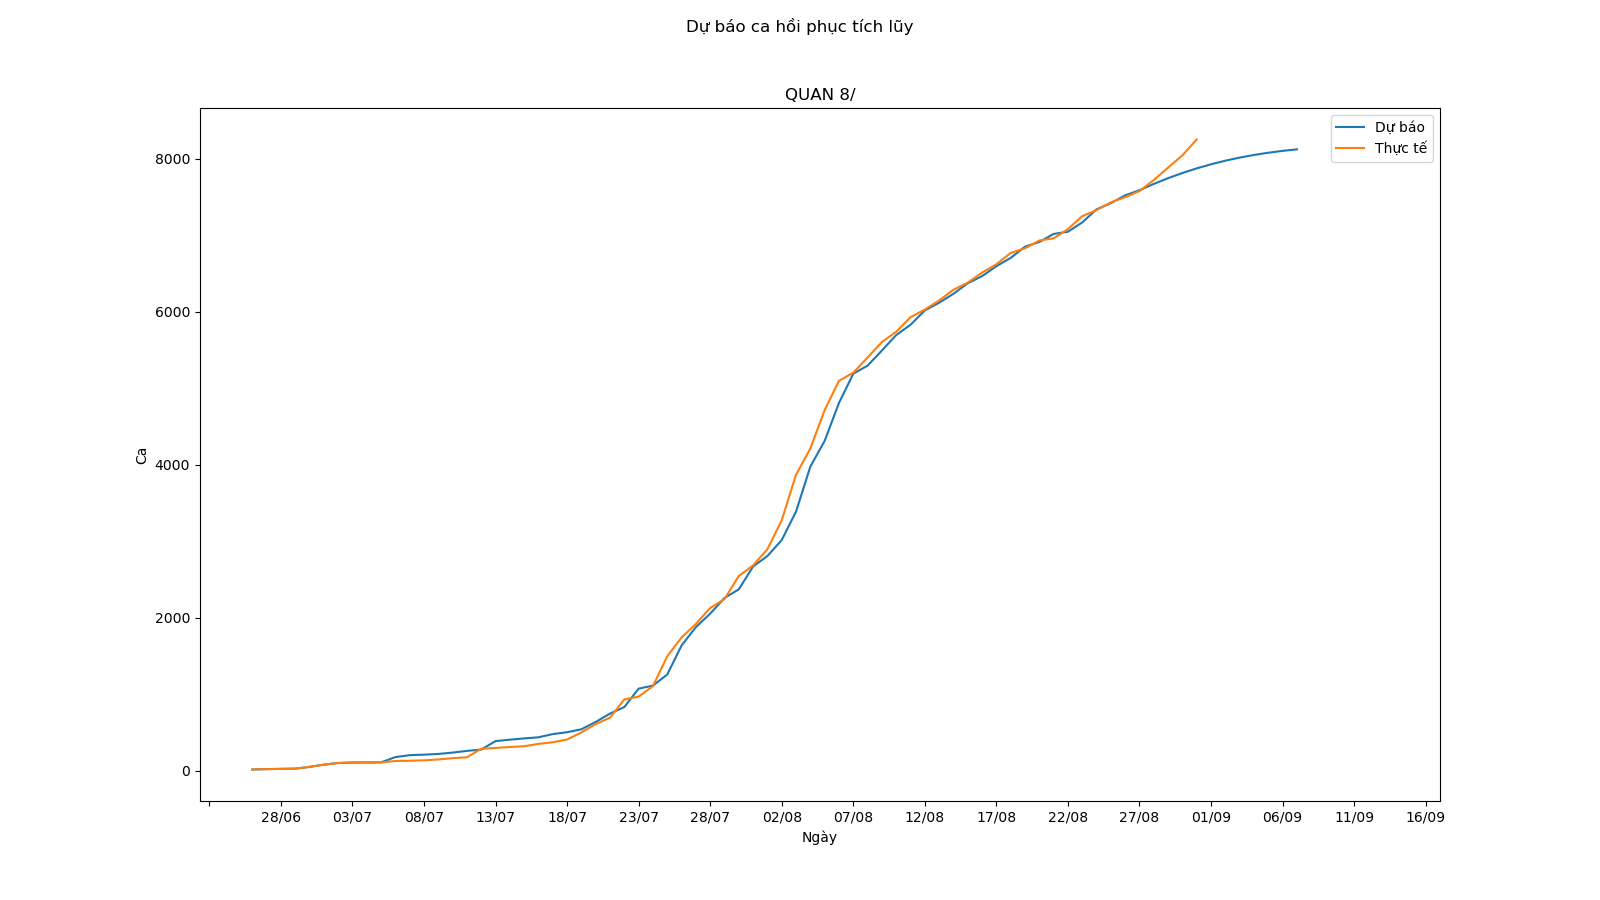 Dự báo ca hồi phục tích lũy
QUAN 8/
Dự báo
Thực tế
8000
6000
4000
2000
0
Ca
28/06 03/07 08/07 13/07 18/07 23/07 28/07 02/08 07/08 12/08 17/08 22/08 27/08 01/09 06/09 11/09 16/09
Ngày